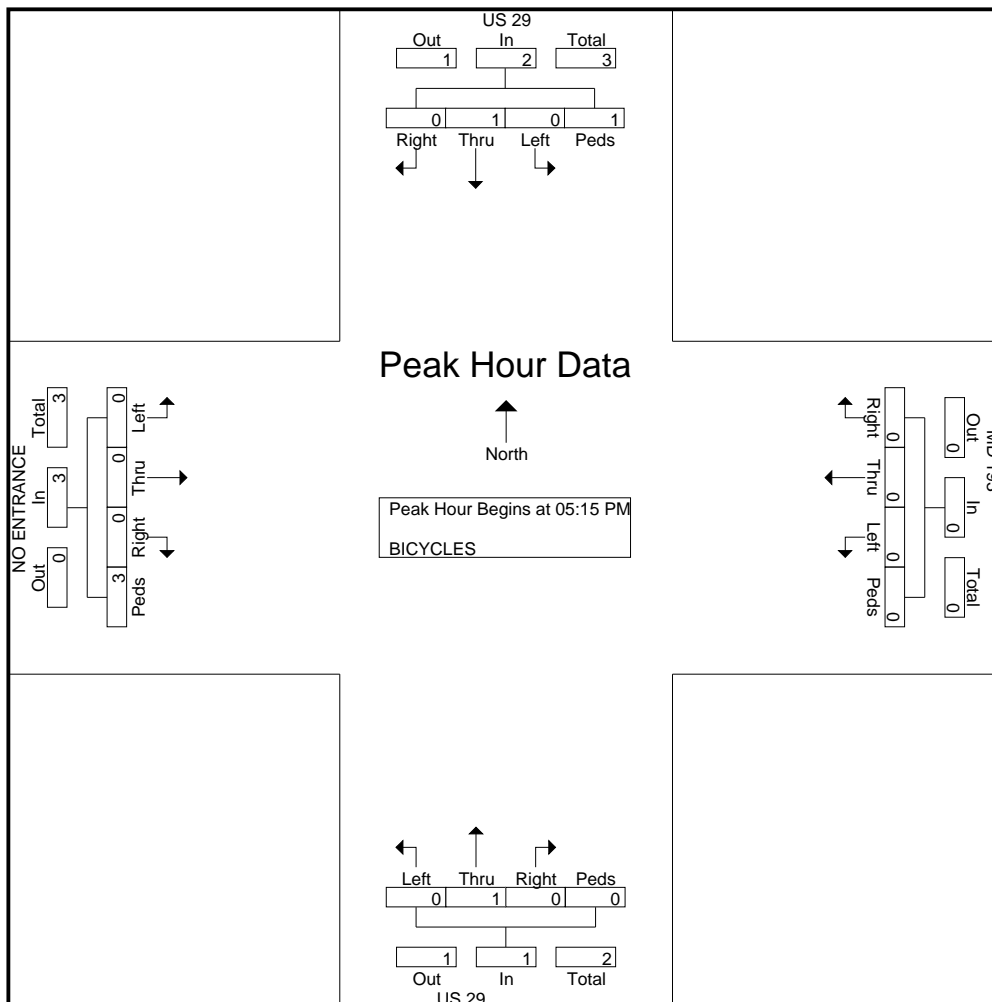 US 29
Out In Total
1 2 3
0 1 0 1
Right Thru Left Peds
Peak Hour Data
North
Peak Hour Begins at 05:15 PM
BICYCLES
NO ENTRANCE
Out In Total
0 3 3
0 0 0 3
Left Thru Right Peds
Out In Total
0 0 0
0 0 0 0
Right Thru Left Peds
Left Thru Right Peds
0 1 0 0
1 1 2
Out In Total
US 29